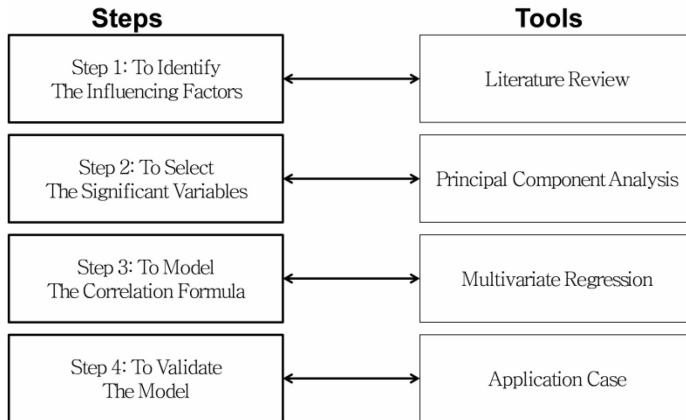 Steps
Tools
Step 1: To Identify
The Influencing Factors
Literature Review
Step 2: To Select
The Significant Variables
Principal Component Analysis
Step 3: To Model
The Correlation Formula
Multivariate Regression
Step 4: To Validate
The Model
Application Case